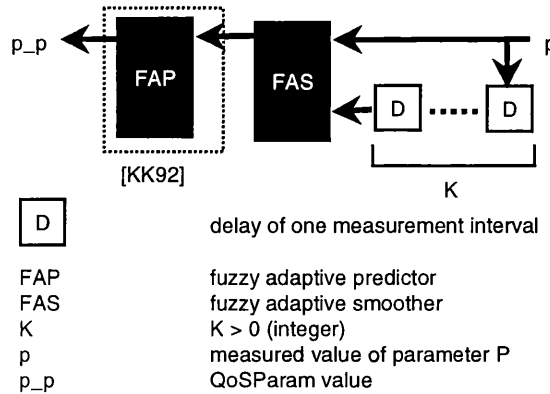 p_p
FAP
FAS
p
D
D
[KK92]
K
D delay of one measurement interval
FAP fuzzy adaptive predictor
FAS fuzzy adaptive smoother
K K > 0 (integer)
p measured value of parameter P
p_p QoSParam value